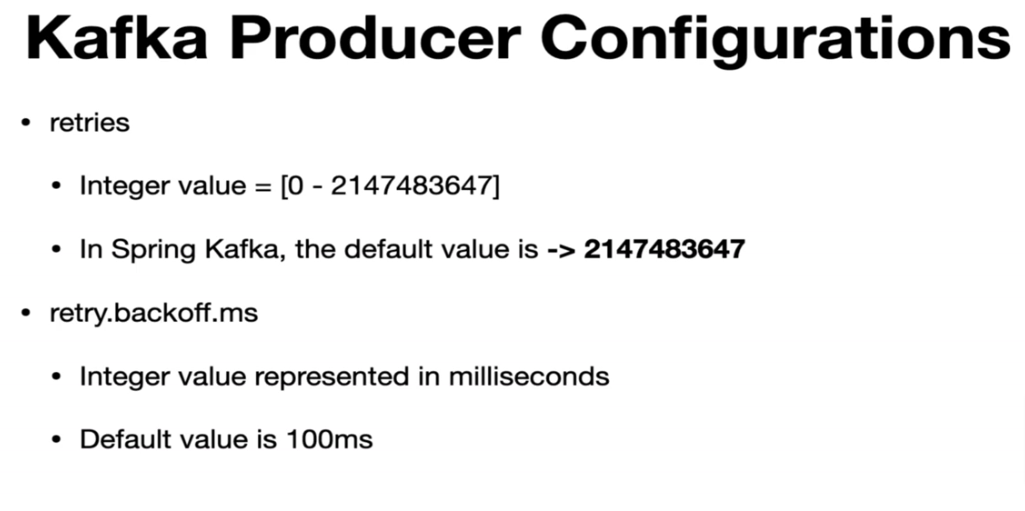 Kafka Producer Configurations
• retries
• Integer value = [0 - 2147483647]
• In Spring Kafka, the default value is -> 2147483647
• retry.backoff.ms
• Integer value represented in milliseconds
• Default value is 100ms